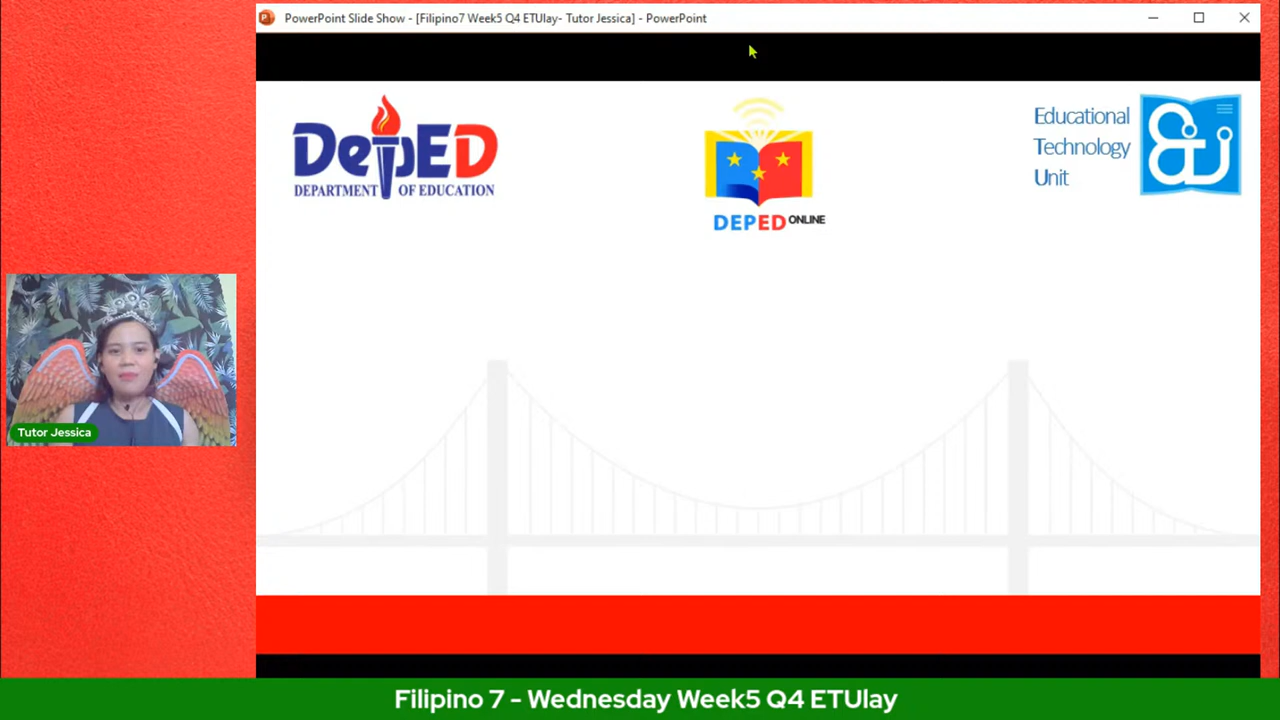 PowerPoint Slide Show - [Filipino7 Week5 Q4 ETUlay- Tutor Jessica] - PowerPoint
DepED
DEPARTMENT OF EDUCATION
DEPED ONLINE
Educational
Technology
Unit
Tutor Jessica
Filipino 7 - Wednesday Week5 Q4 ETUlay